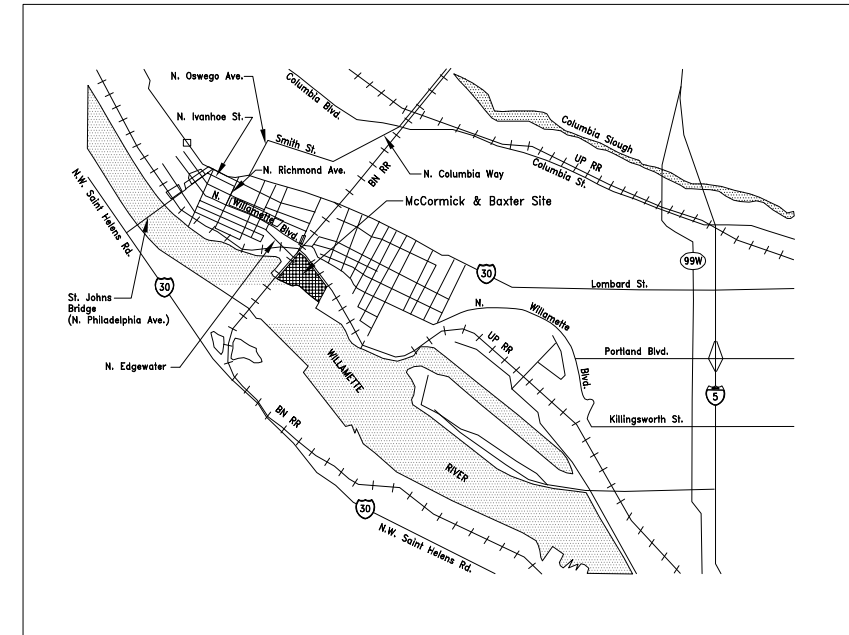 N. Oswego Ave.
Columbia Blvd.
N. Ivanhoe St.
Smith St.
Columbia Slough
UP RR
Columbia St.
N. Richmond Ave.
BN RR
N. Columbia Way
N.W. Saint Helens Rd.
N. Willamette Blvd.
McCormick & Baxter Site
99W
30
30
Lombard St.
St. Johns
Bridge
(N. Philadelphia Ave.)
N. Willamette Blvd.
UP RR
Portland Blvd.
N. Edgewater
WILLAMETTE
RIVER
5
Killingsworth St.
BN RR
30
N.W. Saint Helens Rd.